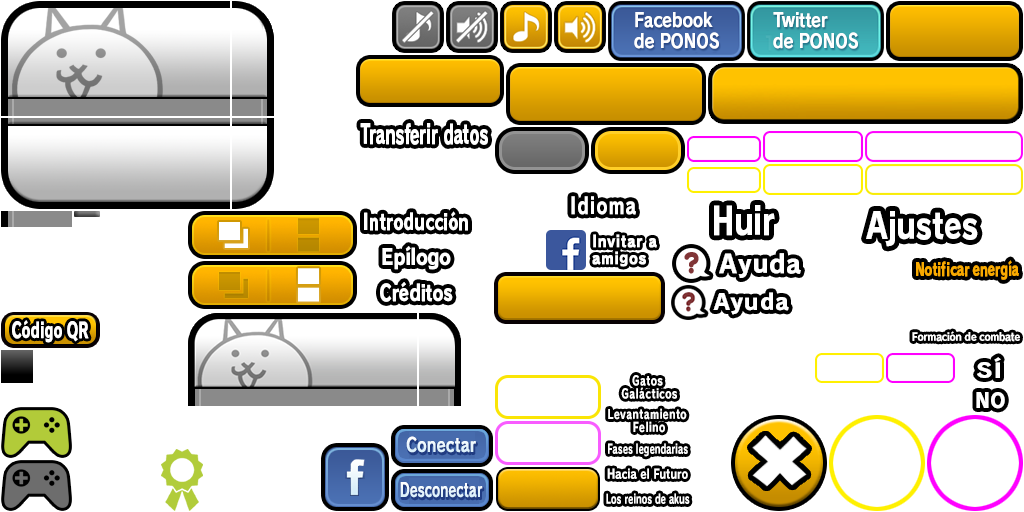 Facebook
de PONOS
Twitter
de PONOS
Transferir datos
Idioma
Huir
Ajustes
Introducción
Invitar a
amigos
Epílogo
Ayuda
Notificar energía
Créditos
Ayuda
Código QR
Formación de combate
SÍ
NO
Gatos
Galácticos
Levantamiento
Felino
Conectar
Fases legendarias
Hacia el Futuro
Desconectar
Los reinos de akus